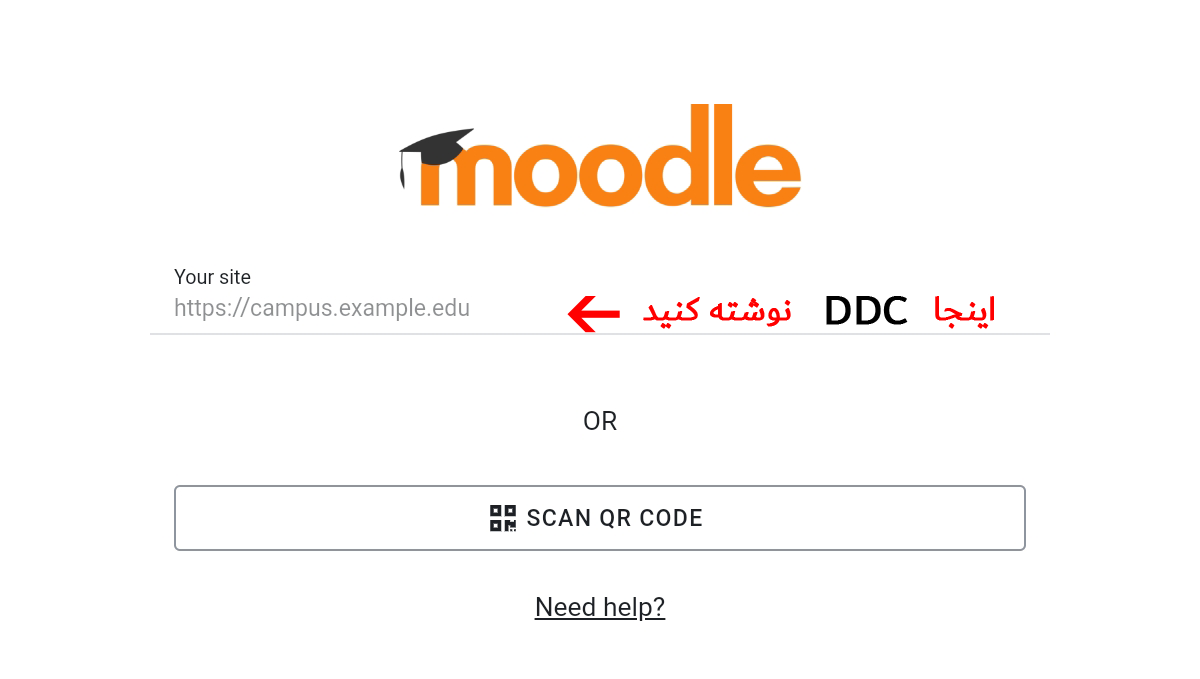 moodle
Your site
https://campus.example.edu
اینجا DDC نوشته کنید
OR
SCAN QR CODE
Need help?